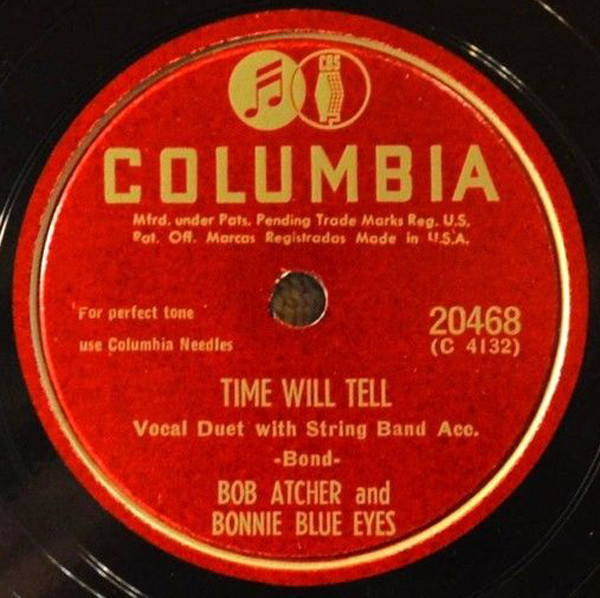 CBS
COLUMBIA
Mfrd. under Pats. Pending Trade Marks Reg. U.S.
Pat. Off. Marcas Registradas Made in U.S.A.
For perfect tone
use Columbia Needles
20468
(C 4132)
TIME WILL TELL
Vocal Duet with String Band Acc.
-Bond-
BOB ATCHER and
BONNIE BLUE EYES